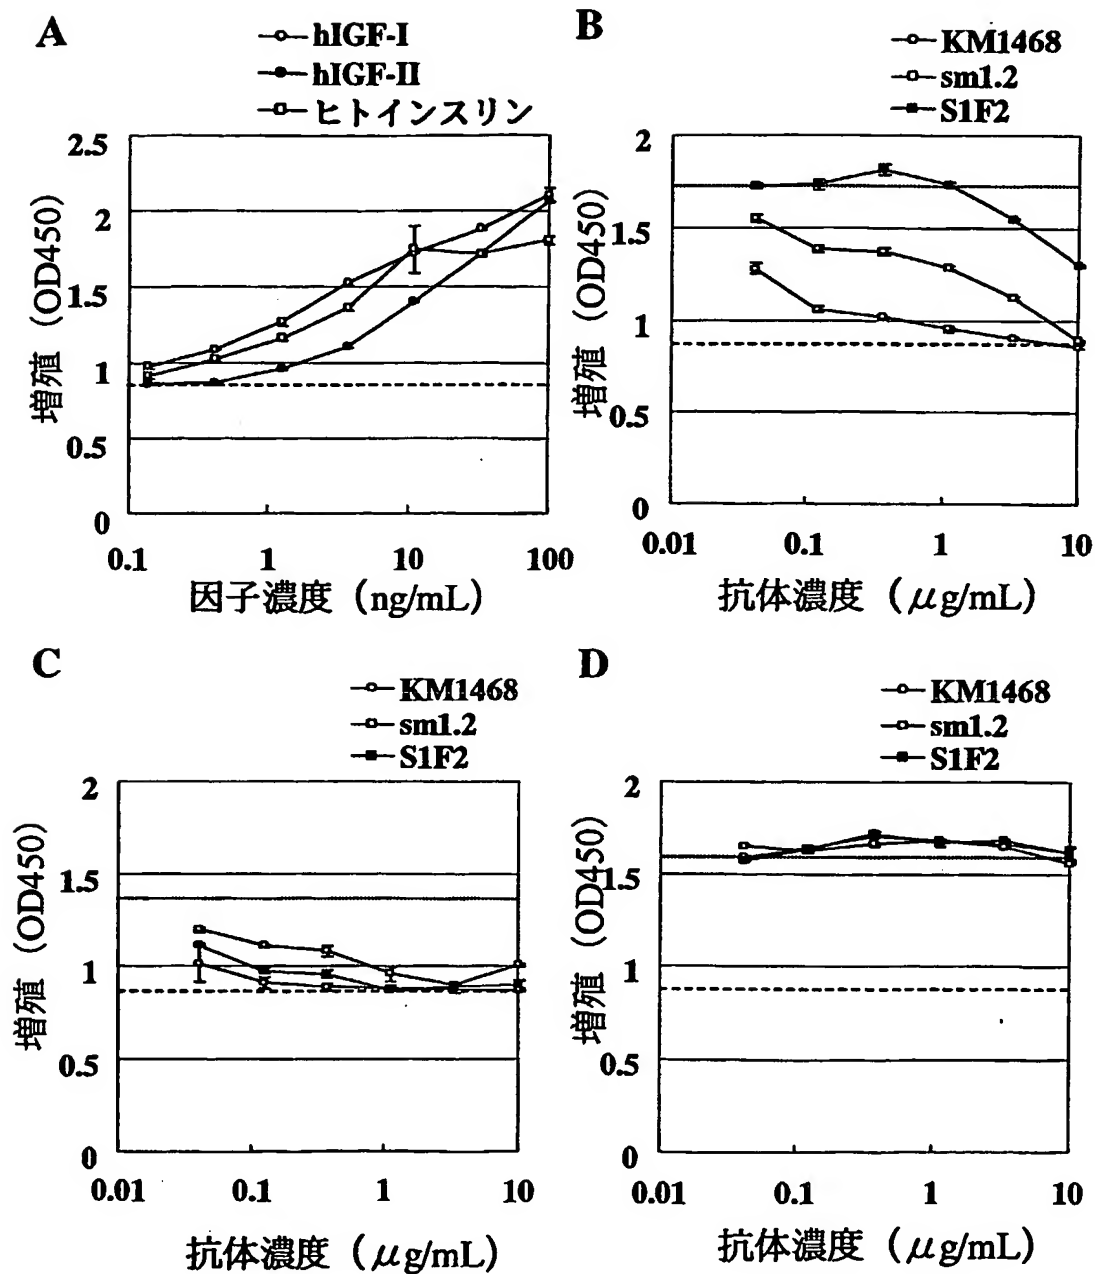 A
hIGF-I
hIGF-II
ヒトインスリン
2.5
2
1.5
1
0.5
0
0.1 1 10 100
増殖 (OD450)
因子濃度 (ng/mL)
B
KM1468
sm1.2
S1F2
2
1.5
1
0.5
0
0.01 0.1 1 10
増殖 (OD450)
抗体濃度 (μg/mL)
C
KM1468
sm1.2
S1F2
2
1.5
1
0.5
0
0.01 0.1 1 10
増殖 (OD450)
抗体濃度 (μg/mL)
D
KM1468
sm1.2
S1F2
2
1.5
1
0.5
0
0.01 0.1 1 10
増殖 (OD450)
抗体濃度 (μg/mL)